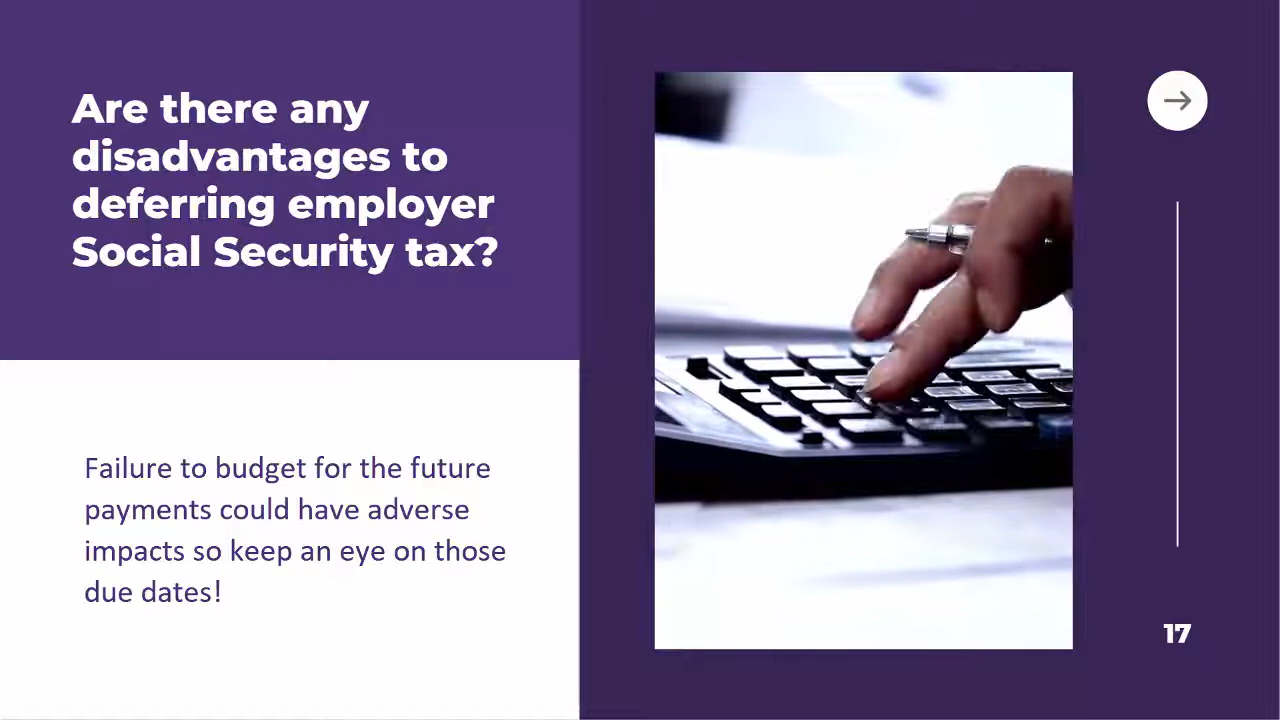 Are there any
disadvantages to
deferring employer
Social Security tax?
Failure to budget for the future
payments could have adverse
impacts so keep an eye on those
due dates!
17